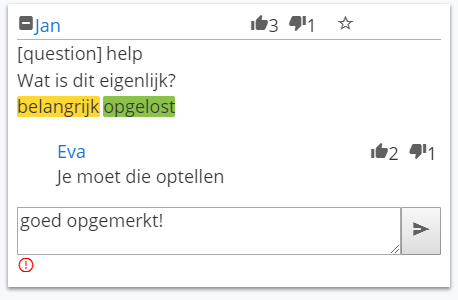 Jan 3 1
[question] help
Wat is dit eigenlijk?
belangrijk opgelost
Eva 2 1
Je moet die optellen
goed opgemerkt!